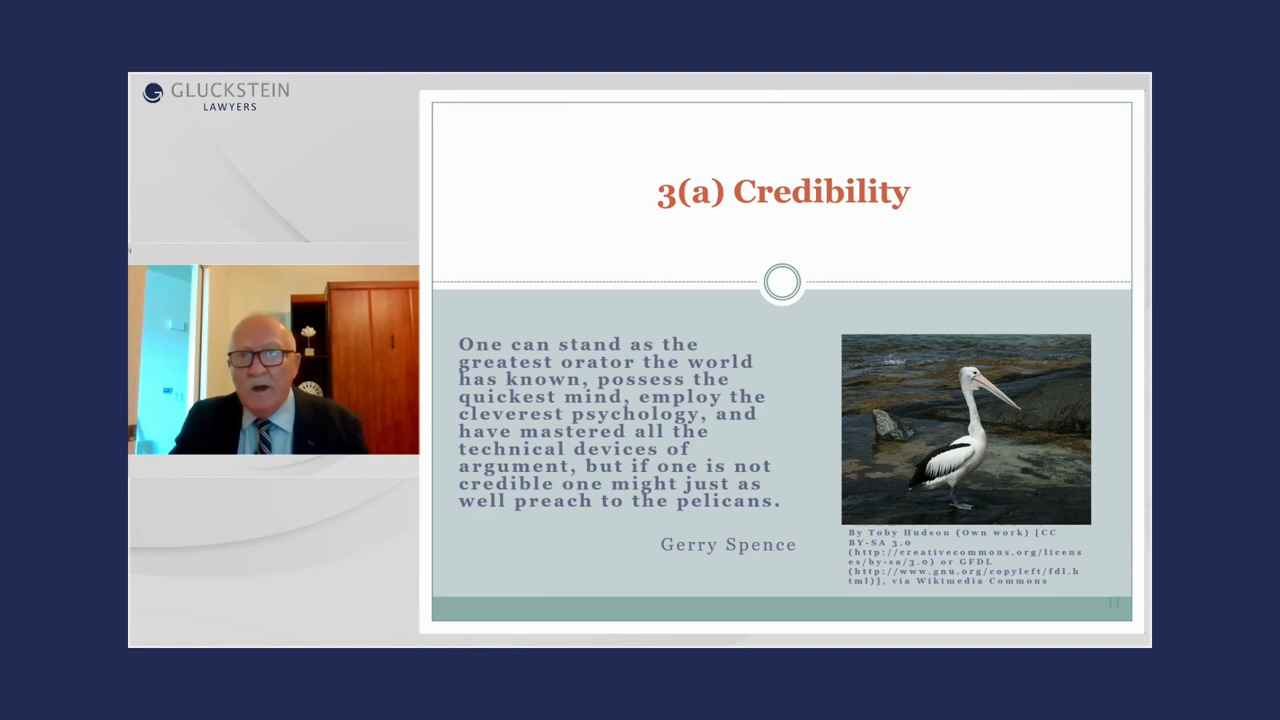 GLUCKSTEIN
LAWYERS
3(a) Credibility
One can stand as the
greatest orator the world
has known, possess the
quickest mind, employ the
cleverest psychology, and
have mastered all the
technical devices of
argument, but if one is not
credible one might just as
well preach to the pelicans.
Gerry Spence
By Toby Hudson (Own work) [CC
BY-SA 3.0
(http://creativecommons.org/licens
es/by-sa/3.0) or GFDL
(http://www.gnu.org/copyleft/fdl.h
tml)], via Wikimedia Commons
11